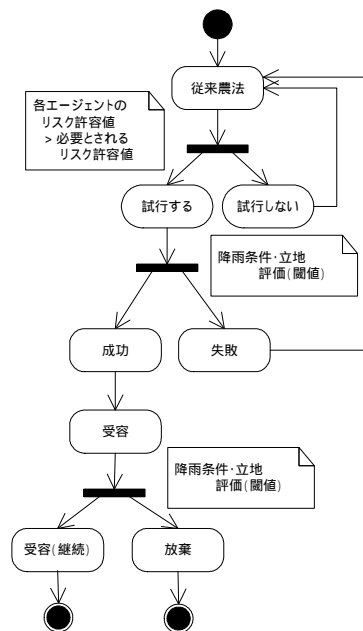 従来農法
各エージェントの
リスク許容値
> 必要とされる
リスク許容値
試行する
試行しない
降雨条件・立地
評価(閾値)
成功
失敗
受容
降雨条件・立地
評価(閾値)
受容(継続)
放棄